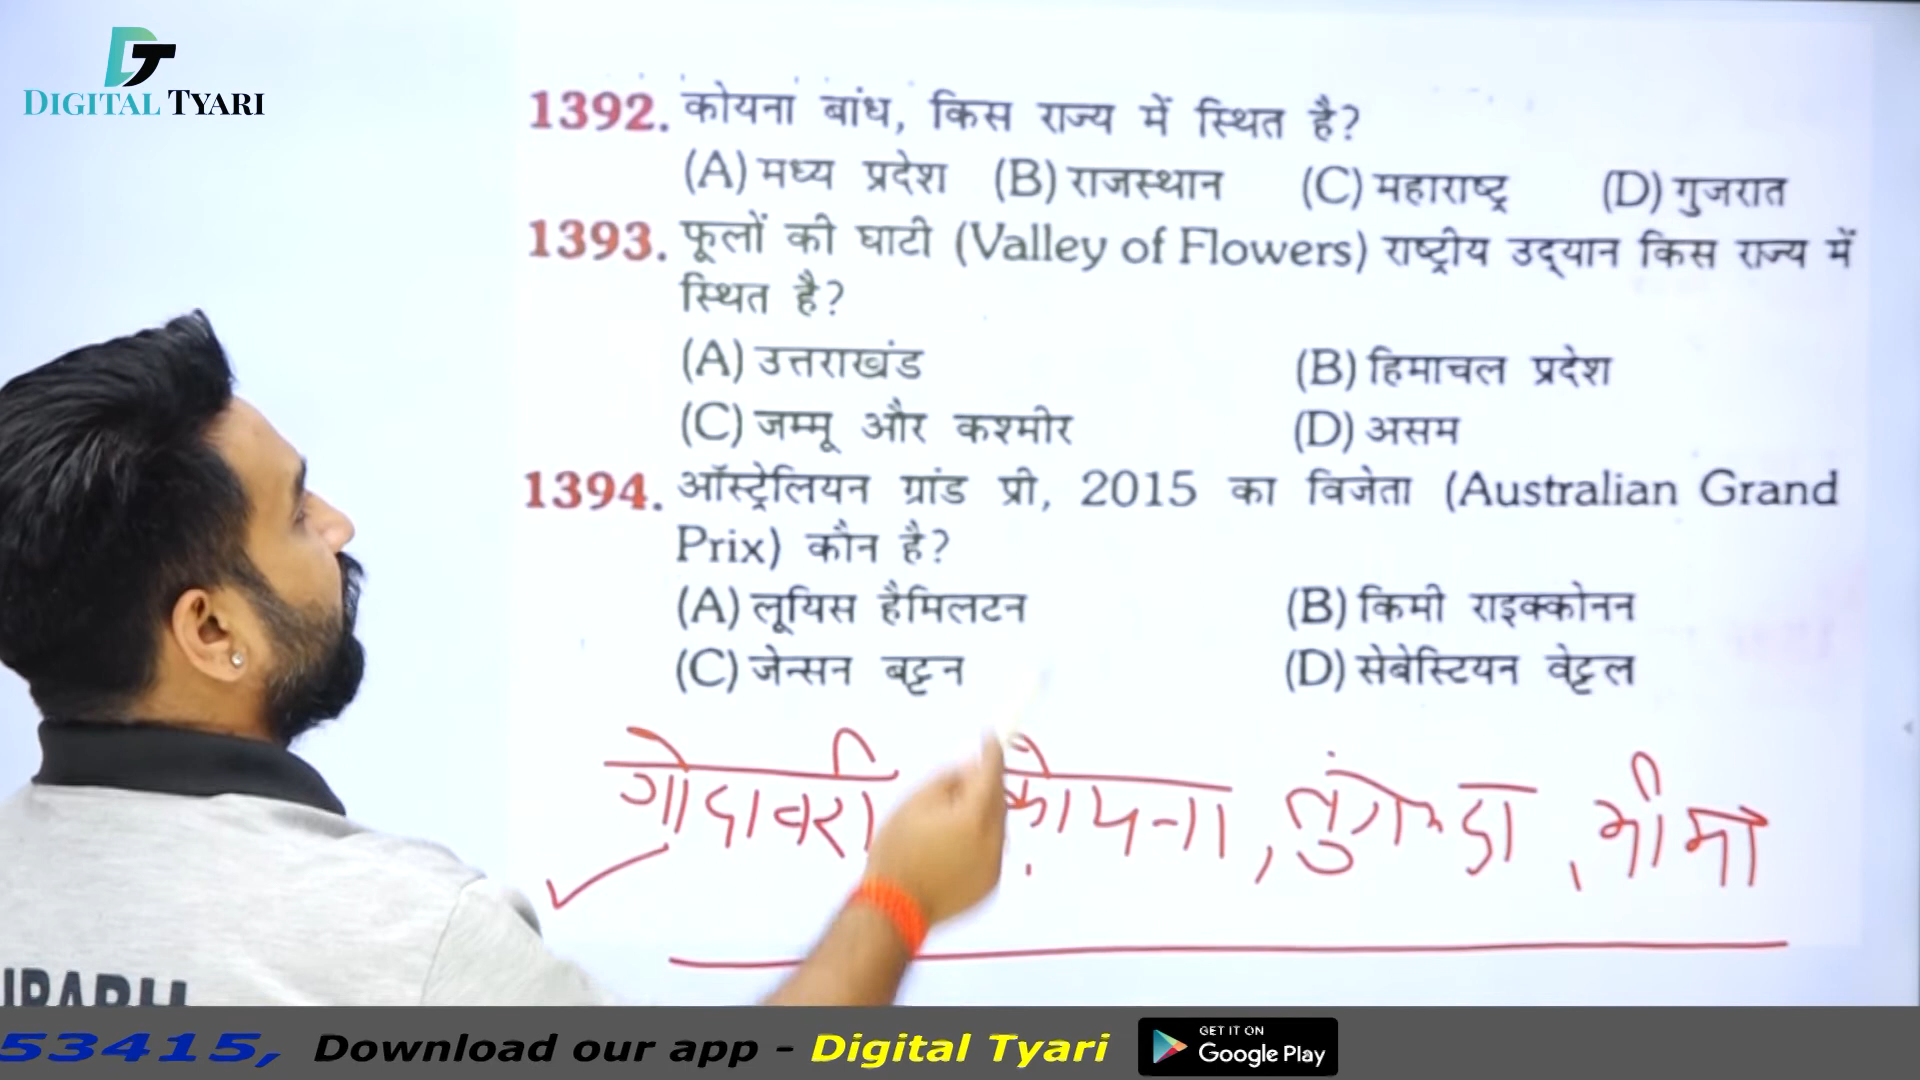 DT
DIGITAL TYARI
1392. कोयना बांध, किस राज्य में स्थित है?
(A) मध्य प्रदेश (B) राजस्थान (C) महाराष्ट्र (D) गुजरात
1393. फूलों की घाटी (Valley of Flowers) राष्ट्रीय उद्यान किस राज्य में
स्थित है?
(A) उत्तराखंड (B) हिमाचल प्रदेश
(C) जम्मू और कश्मीर (D) असम
1394. ऑस्ट्रेलियन ग्रांड प्री, 2015 का विजेता (Australian Grand
Prix) कौन है?
(A) लूयिस हैमिलटन (B) किमी राइक्कोनन
(C) जेन्सन बट्टन (D) सेबेस्टियन वेट्टल
गोदावरी कोयना, भीमा
53415, Download our app - Digital Tyari GET IT ON Google Play